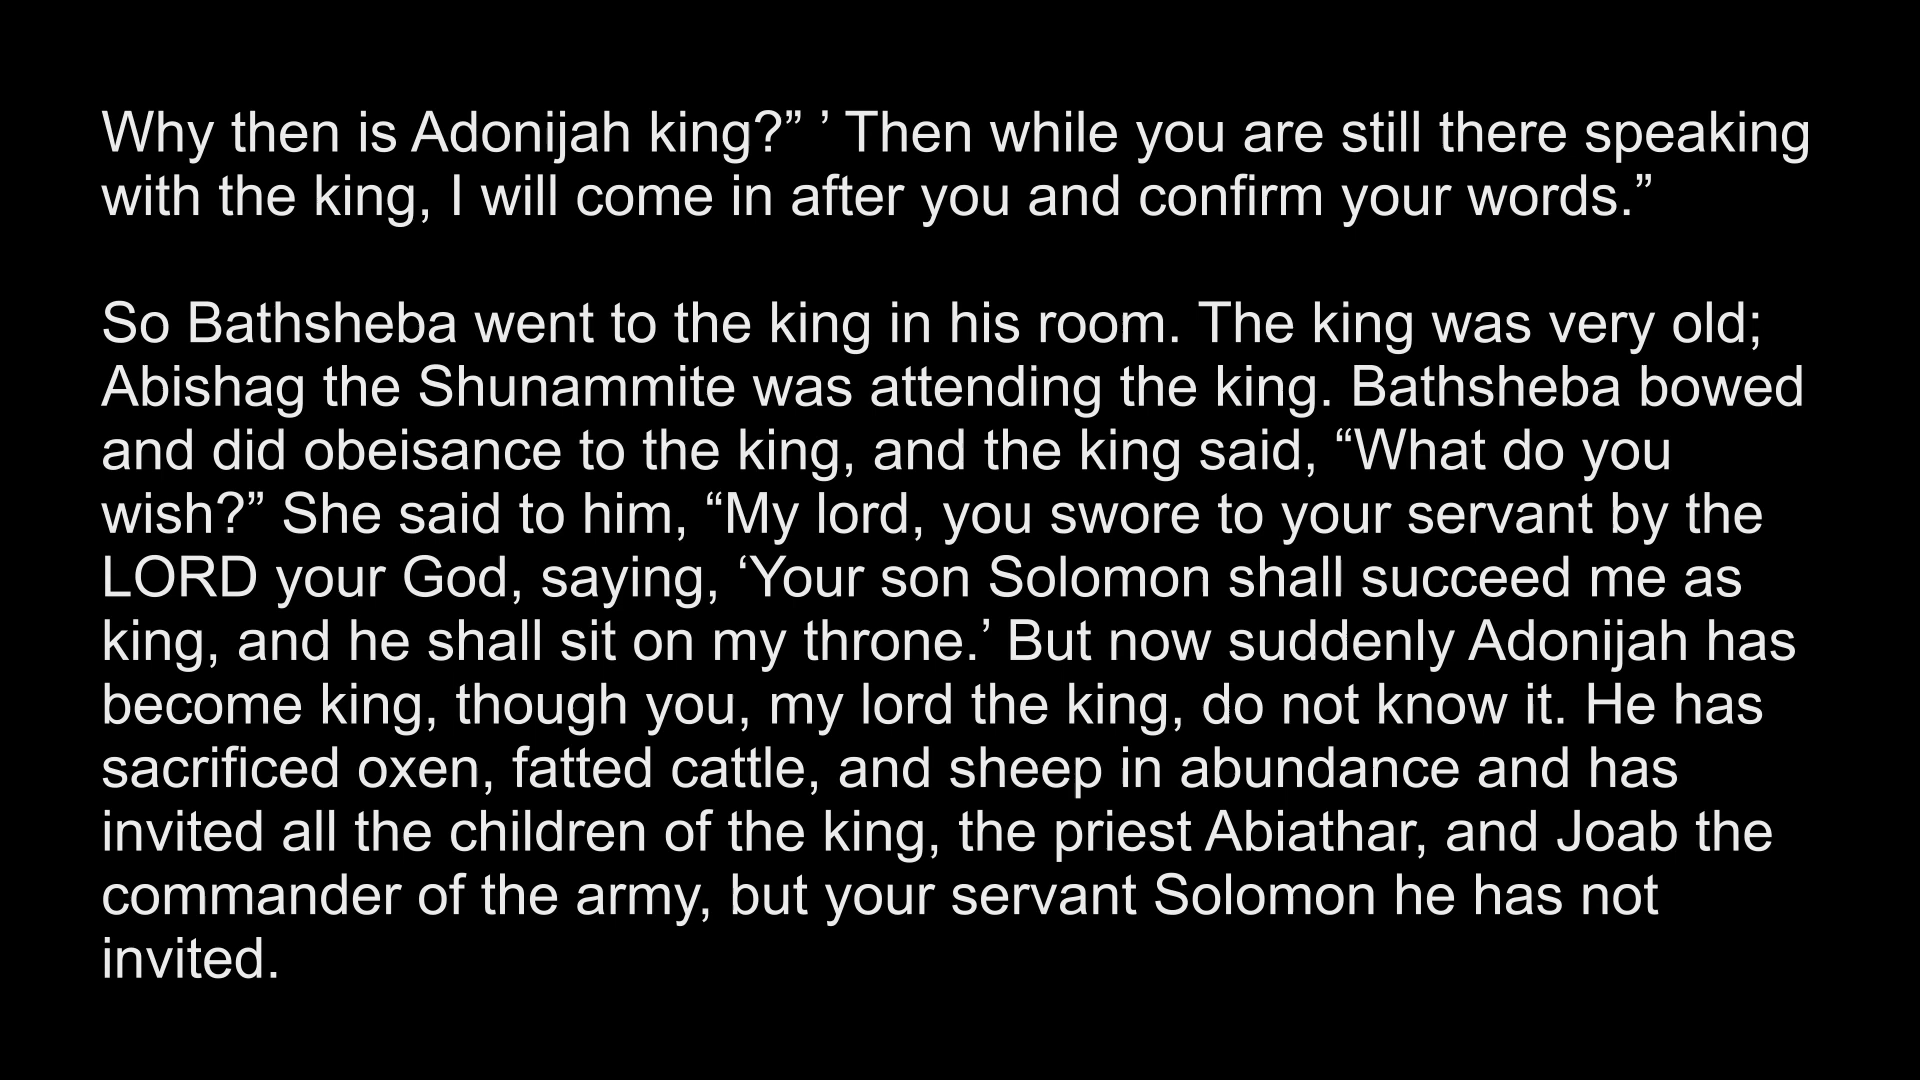 Why then is Adonijah king?” ’ Then while you are still there speaking
with the king, I will come in after you and confirm your words.”
So Bathsheba went to the king in his room. The king was very old;
Abishag the Shunammite was attending the king. Bathsheba bowed
and did obeisance to the king, and the king said, “What do you
wish?” She said to him, “My lord, you swore to your servant by the
LORD your God, saying, ‘Your son Solomon shall succeed me as
king, and he shall sit on my throne.’ But now suddenly Adonijah has
become king, though you, my lord the king, do not know it. He has
sacrificed oxen, fatted cattle, and sheep in abundance and has
invited all the children of the king, the priest Abiathar, and Joab the
commander of the army, but your servant Solomon he has not
invited.